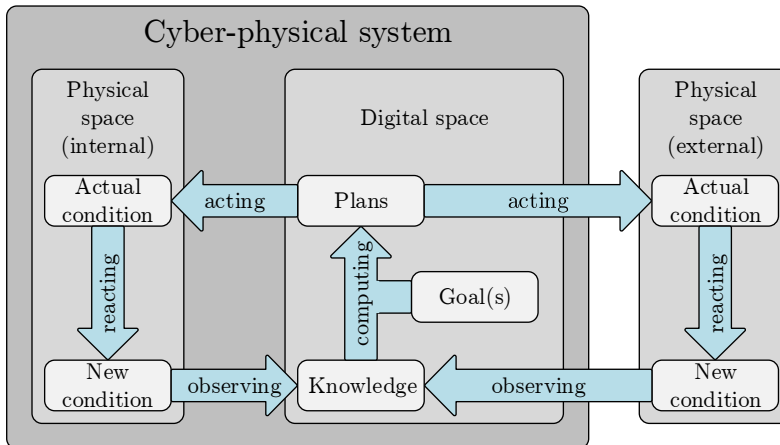 Cyber-physical system
Physical
space
(internal)
Digital space
Physical
space
(external)
Actual
condition
acting
Plans
acting
Actual
condition
reacting
computing
Goal(s)
reacting
New
condition
observing
Knowledge
observing
New
condition